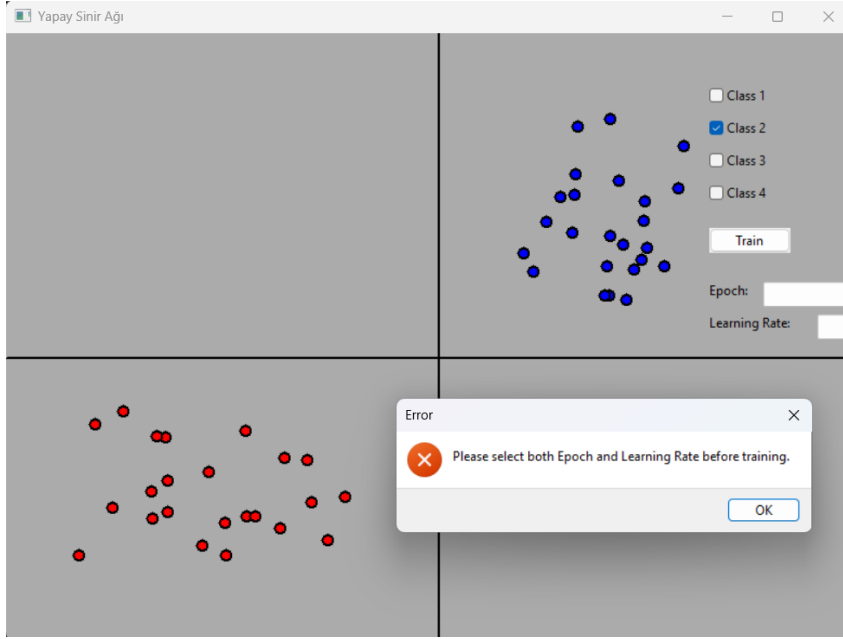 Yapay Sinir Ağı
Class 1
Class 2
Class 3
Class 4
Train
Epoch:
Learning Rate:
Error
Please select both Epoch and Learning Rate before training.
OK